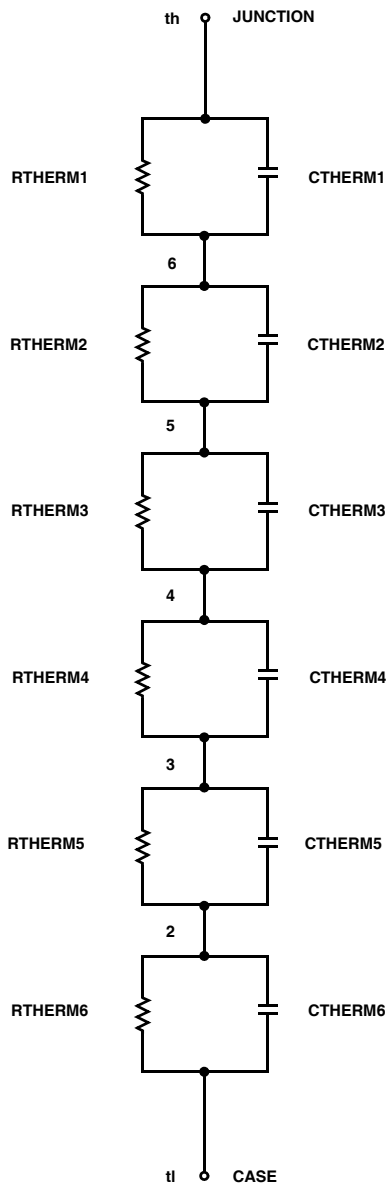 th JUNCTION
RTHERM1 CTHERM1
6
RTHERM2 CTHERM2
5
RTHERM3 CTHERM3
4
RTHERM4 CTHERM4
3
RTHERM5 CTHERM5
2
RTHERM6 CTHERM6
tl CASE